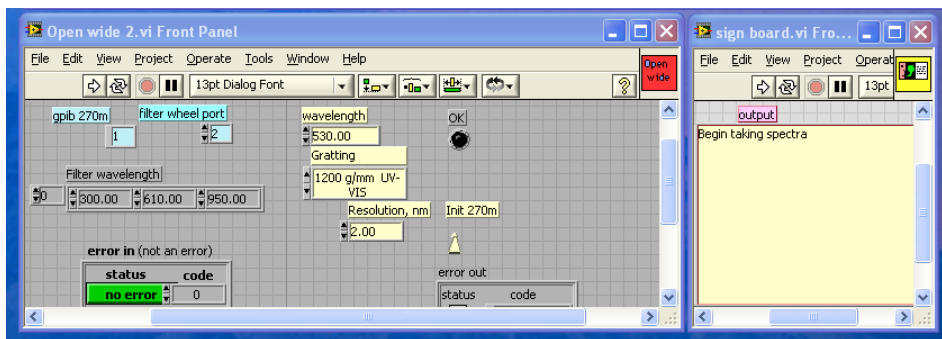 Open wide 2.vi Front Panel
File Edit View Project Operate Tools Window Help
Open wide
13pt Dialog Font
?
gpib 270m
1
filter wheel port
2
wavelength
530.00
OK
Gratting
1200 g/mm UV-
VIS
Filter wavelength
0 300.00 610.00 950.00
Resolution, nm
2.00
Init 270m
error in (not an error)
status code
no error 0
error out
status code
sign board.vi Fro...
File Edit View Project Operat
13pt
output
Begin taking spectra